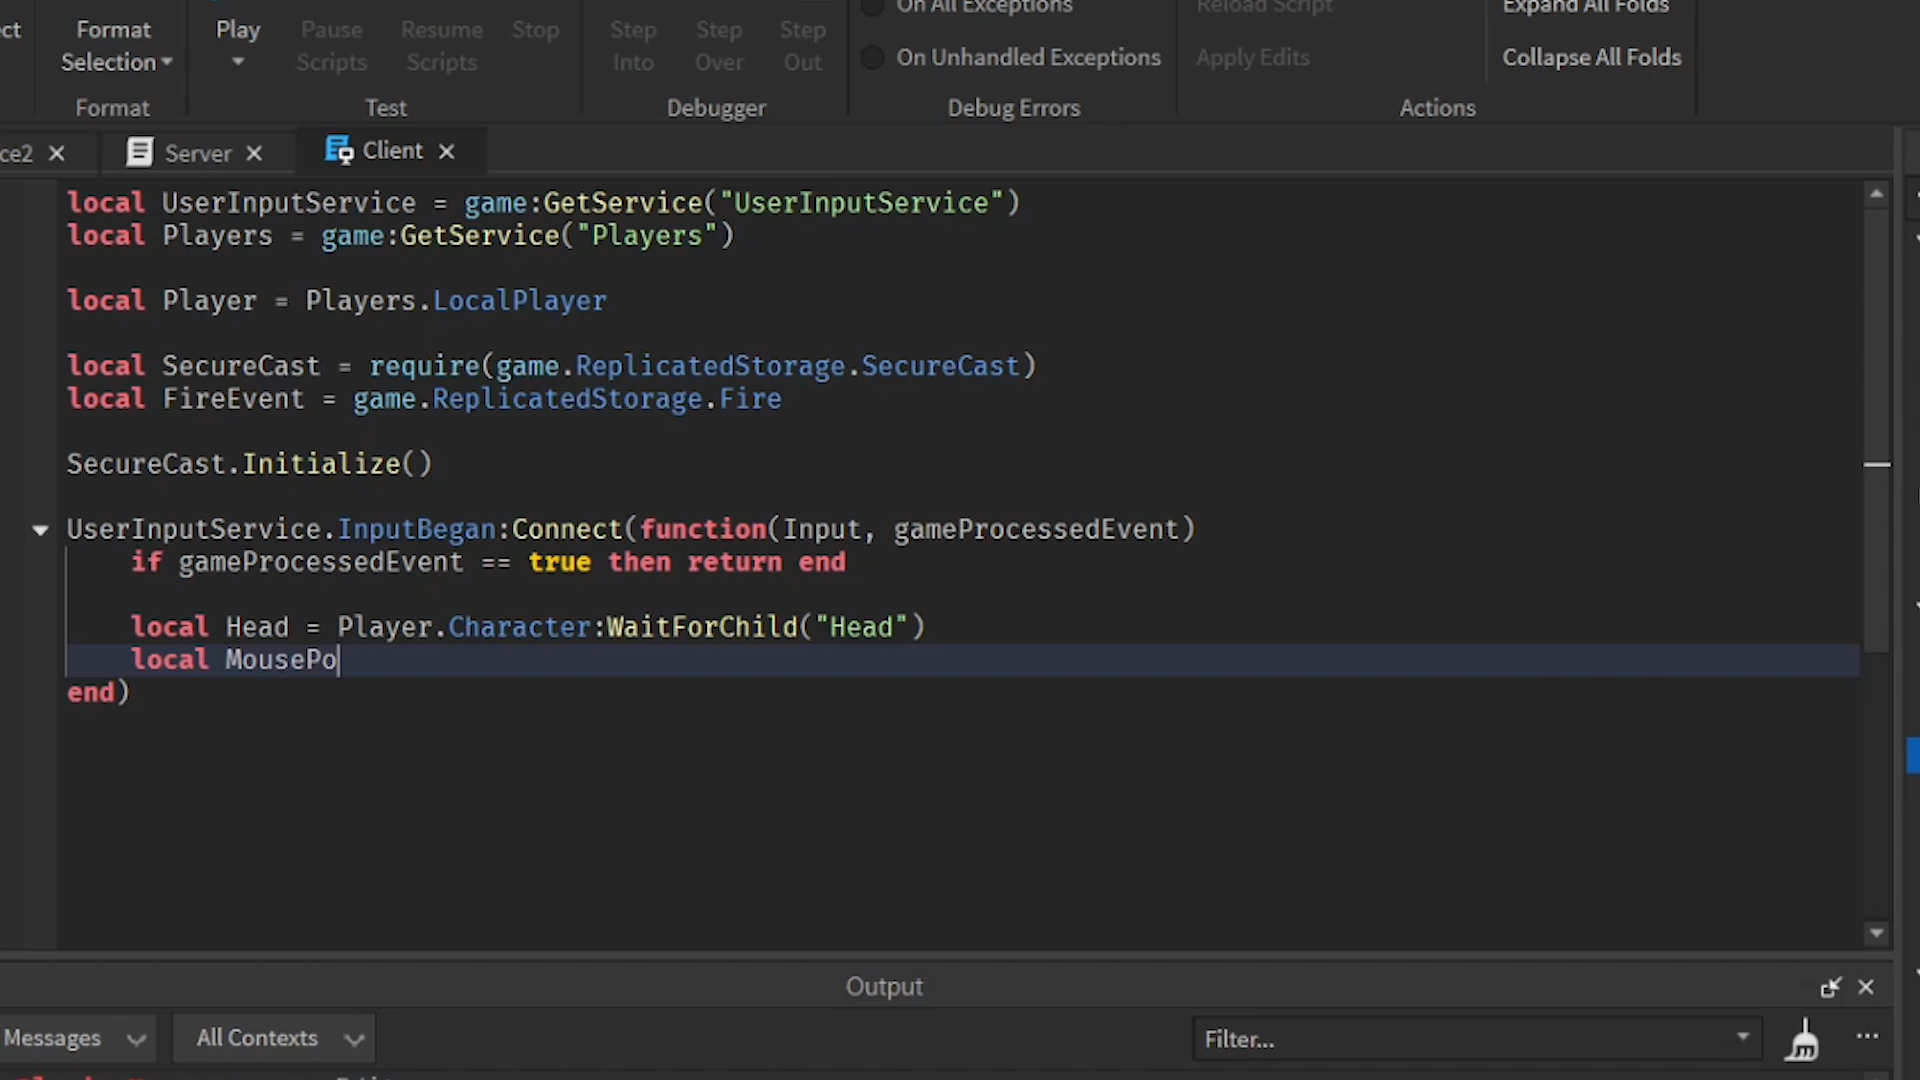 ct
Format
Selection
Play
Pause
Scripts
Resume
Scripts
Stop
Step
Into
Step
Over
Step
Out
On All Exceptions
On Unhandled Exceptions
Reload Script
Apply Edits
Expand All Folds
Collapse All Folds
Format
Test
Debugger
Debug Errors
Actions
ce2
Server
Client
local UserInputService = game:GetService("UserInputService")
local Players = game:GetService("Players")
local Player = Players.LocalPlayer
local SecureCast = require(game.ReplicatedStorage.SecureCast)
local FireEvent = game.ReplicatedStorage.Fire
SecureCast.Initialize()
UserInputService.InputBegan:Connect(function(Input, gameProcessedEvent)
if gameProcessedEvent == true then return end
local Head = Player.Character:WaitForChild("Head")
local MousePo
end)
Output
Messages
All Contexts
Filter...